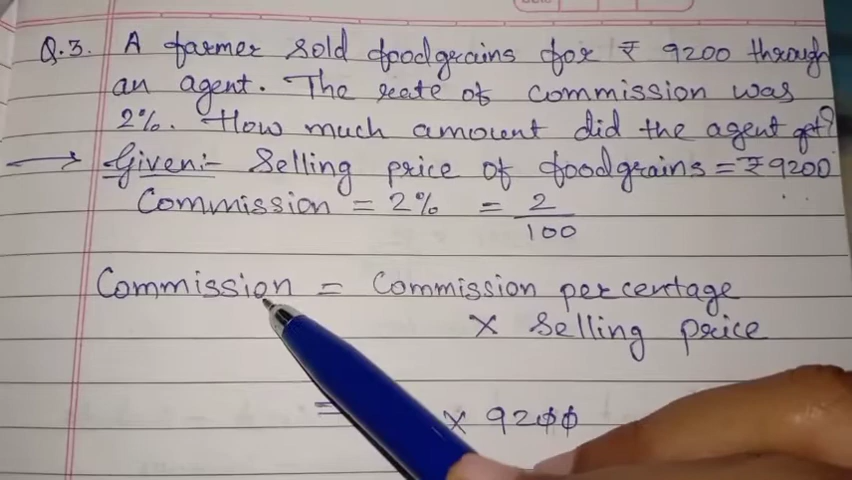 Q.3. A farmer sold foodgrains for ₹ 9200 through
an agent. The rate of commission was
2%. How much amount did the agent get?
→ Given:- Selling price of foodgrains = ₹9200
Commission = 2% = 2/100
Commission = Commission percentage
× Selling price
= × 9200